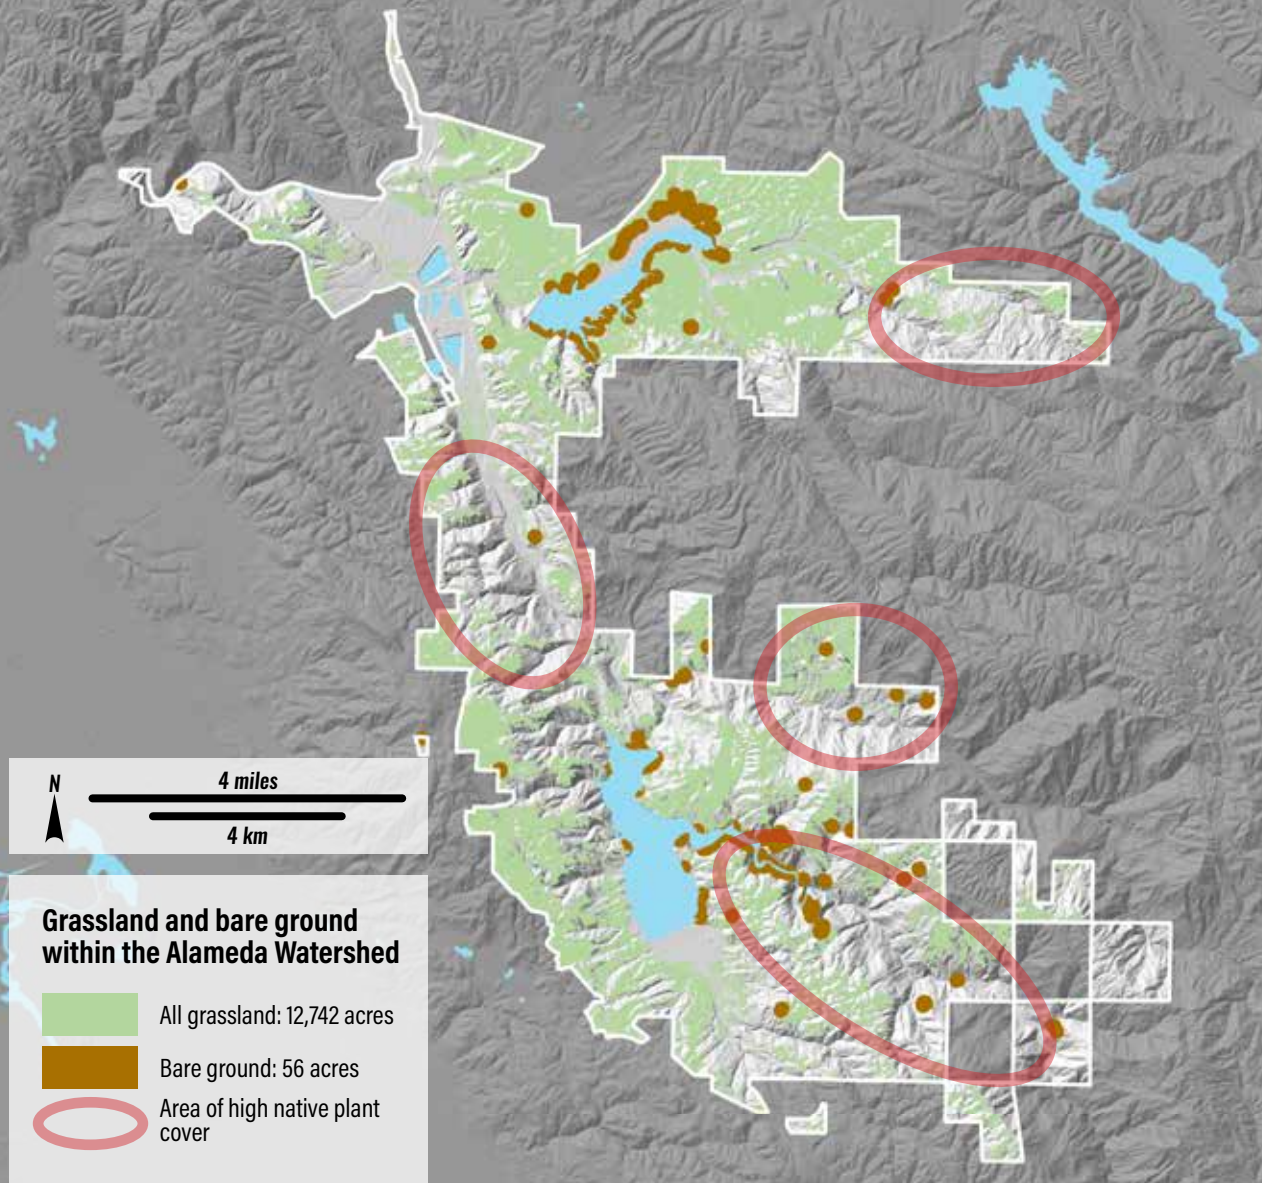 N
4 miles
4 km
Grassland and bare ground
within the Alameda Watershed
All grassland: 12,742 acres
Bare ground: 56 acres
Area of high native plant
cover